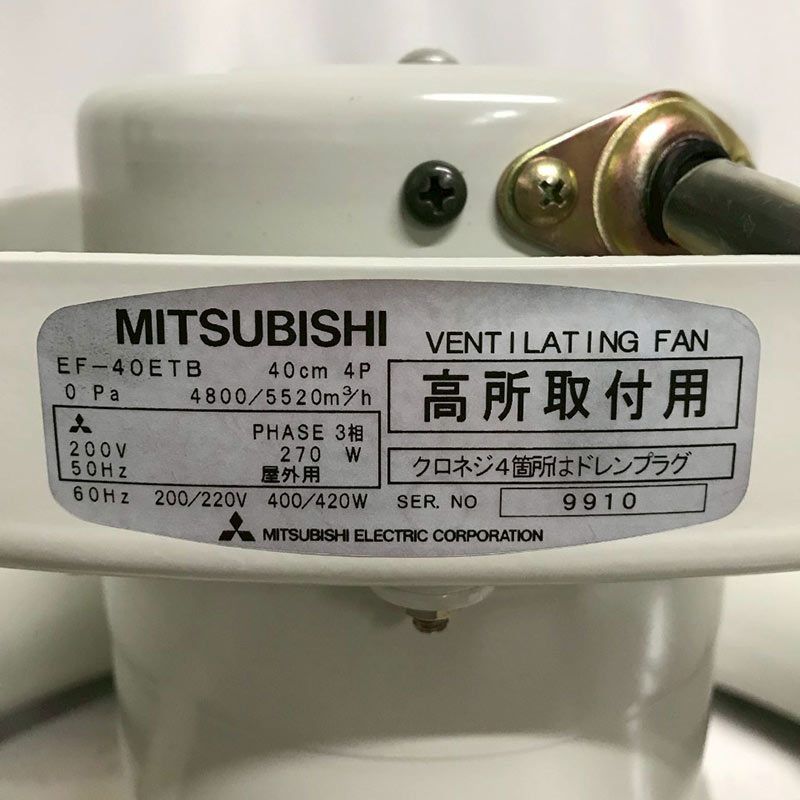 MITSUBISHI
VENTILATING FAN
EF-40ETB 40cm 4P
0 Pa 4800/5520m³/h
高所取付用
PHASE 3相
200V 270 W
50Hz 屋外用
クロネジ4箇所はドレンプラグ
60Hz 200/220V 400/420W
SER. NO 9910
MITSUBISHI ELECTRIC CORPORATION